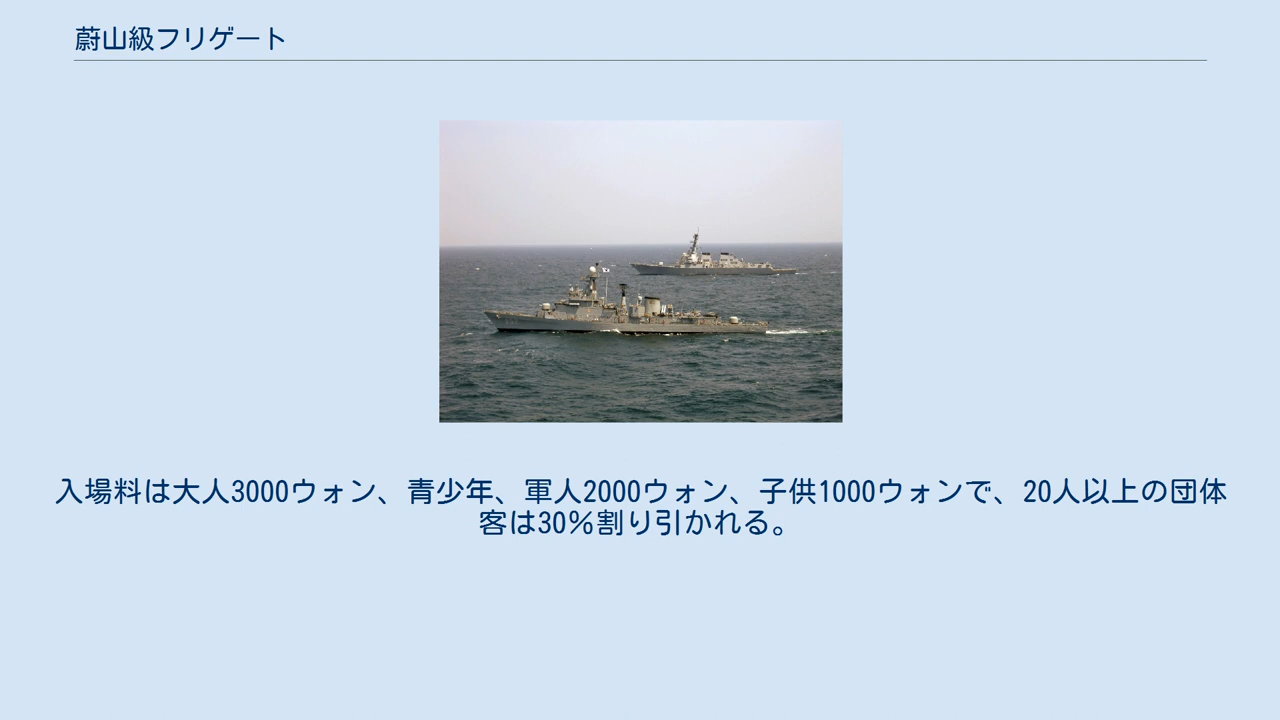 蔚山級フリゲート
入場料は大人3000ウォン、青少年、軍人2000ウォン、子供1000ウォンで、20人以上の団体
客は30％割り引かれる。